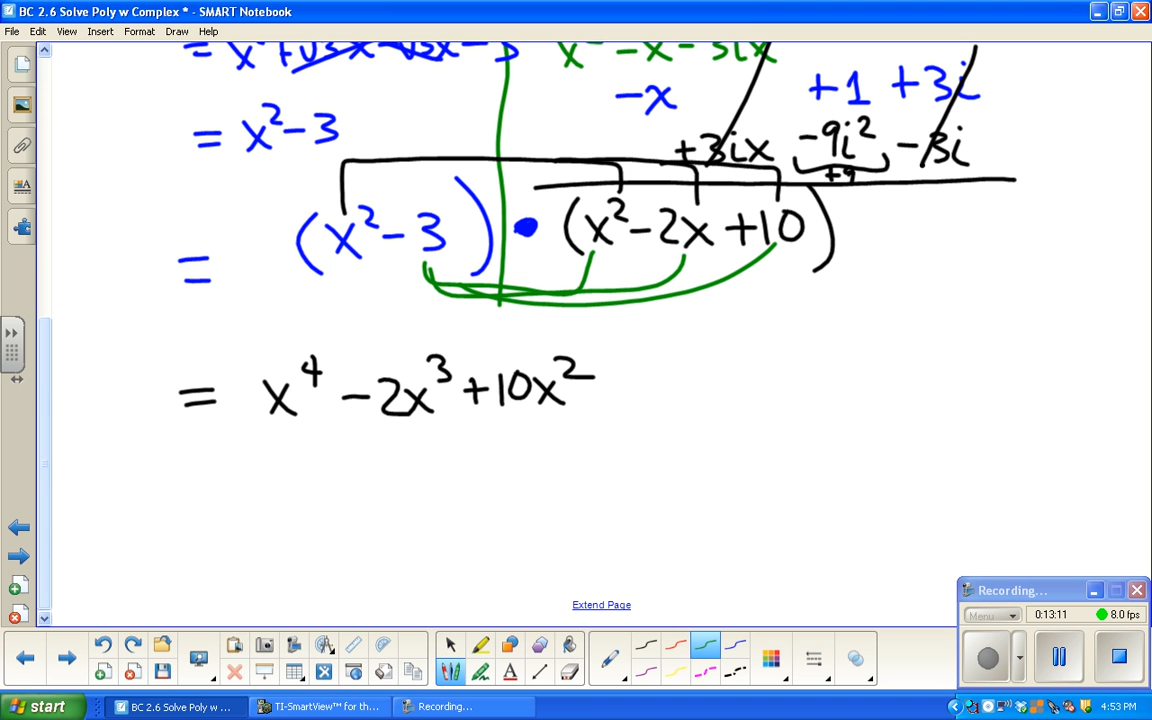 BC 2.6 Solve Poly w Complex * - SMART Notebook
File Edit View Insert Format Draw Help
-x +1 +3i
= x² - 3 +3ix -9i² -3i
+9
= (x² - 3) • (x² - 2x + 10)
= x⁴ - 2x³ + 10x²
Extend Page
Recording...
Menu 0:13:11 8.0 fps
start BC 2.6 Solve Poly w ... TI-SmartView™ for th... Recording... 4:53 PM